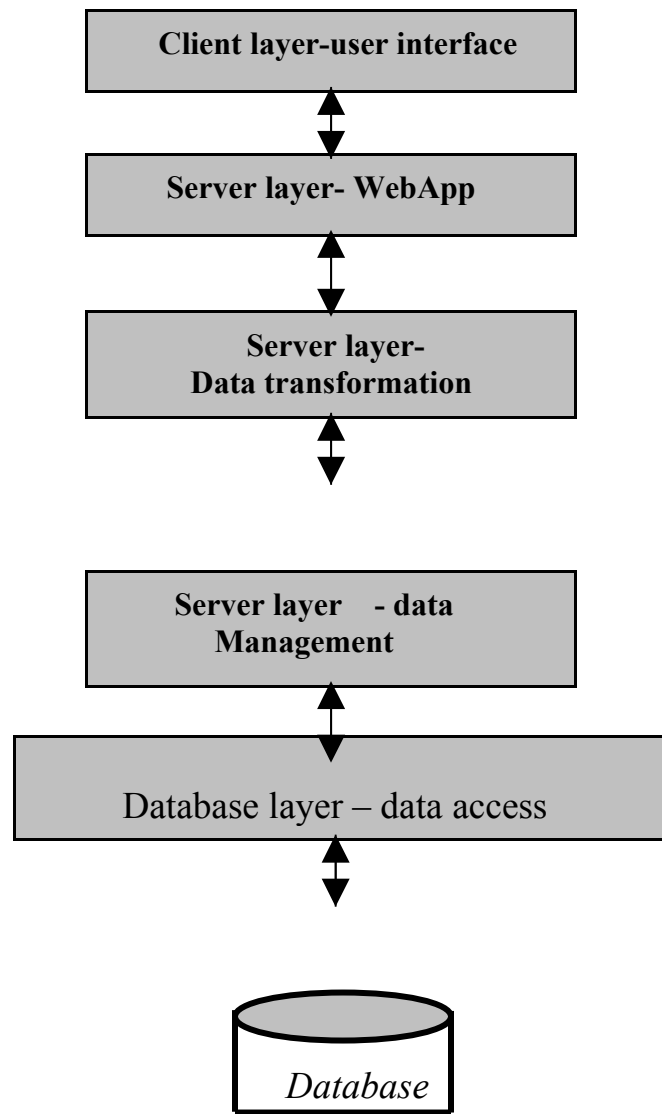 Client layer-user interface
Server layer- WebApp
Server layer-
Data transformation
Server layer - data
Management
Database layer – data access
Database